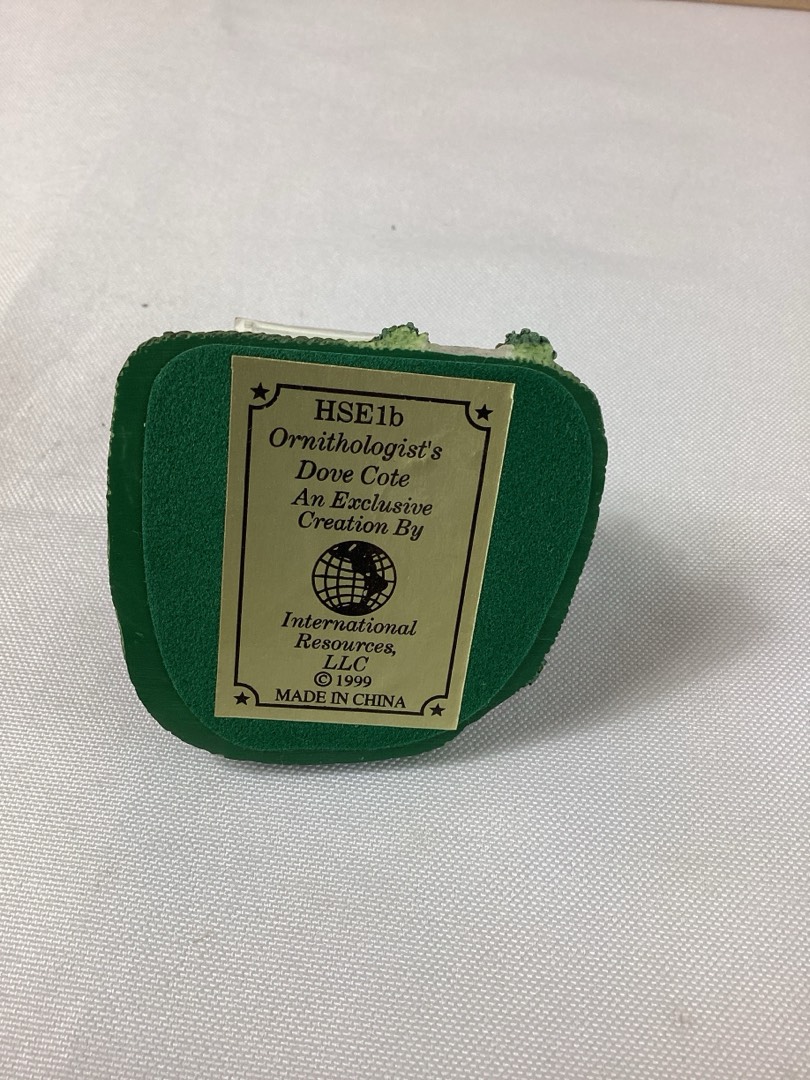 HSE1b
Ornithologist's
Dove Cote
An Exclusive
Creation By
International
Resources,
LLC
© 1999
MADE IN CHINA